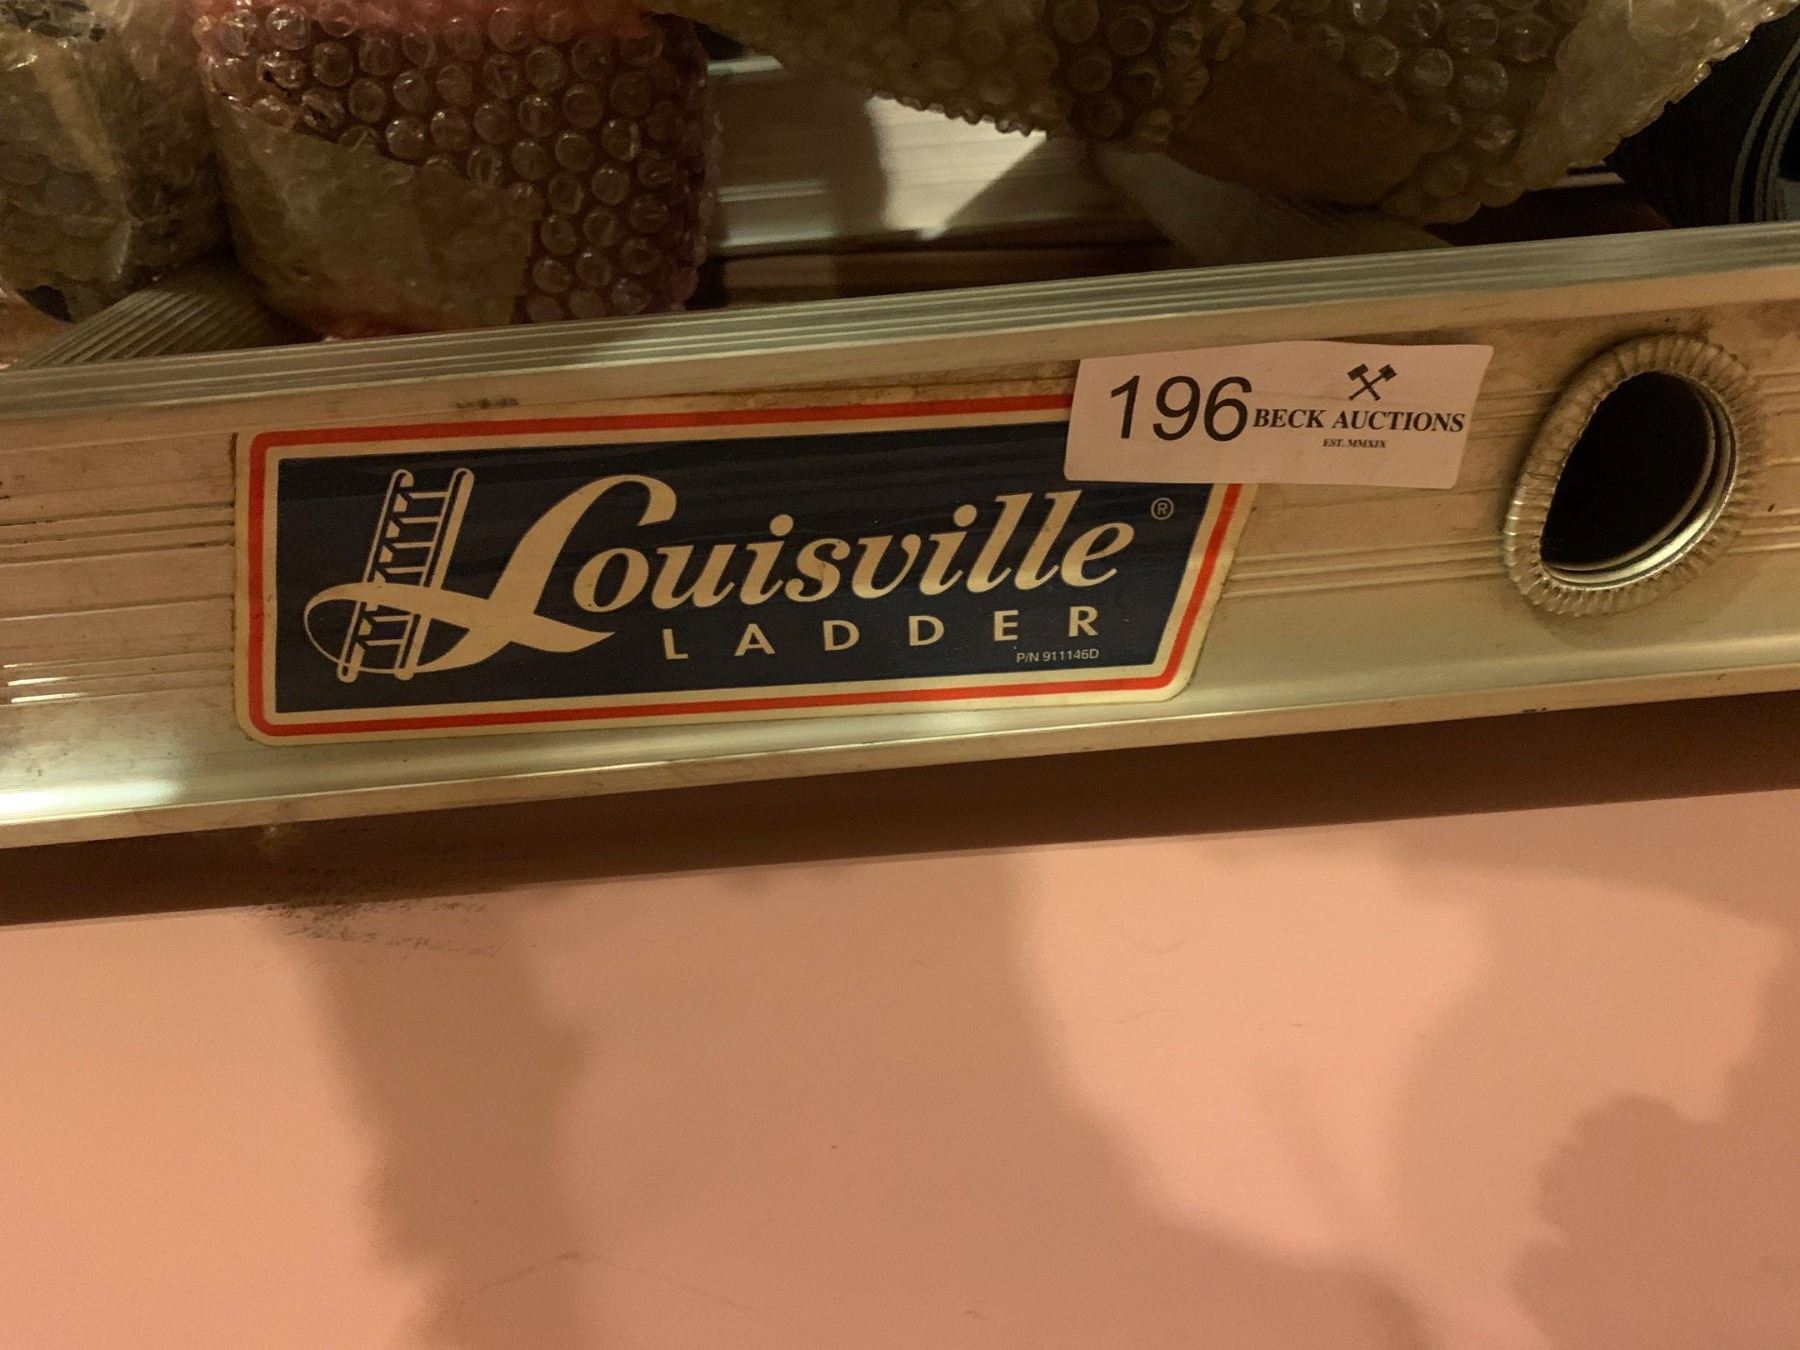 196 BECK AUCTIONS
EST. MMXIX
Louisville ®
LADDER
P/N 911146D